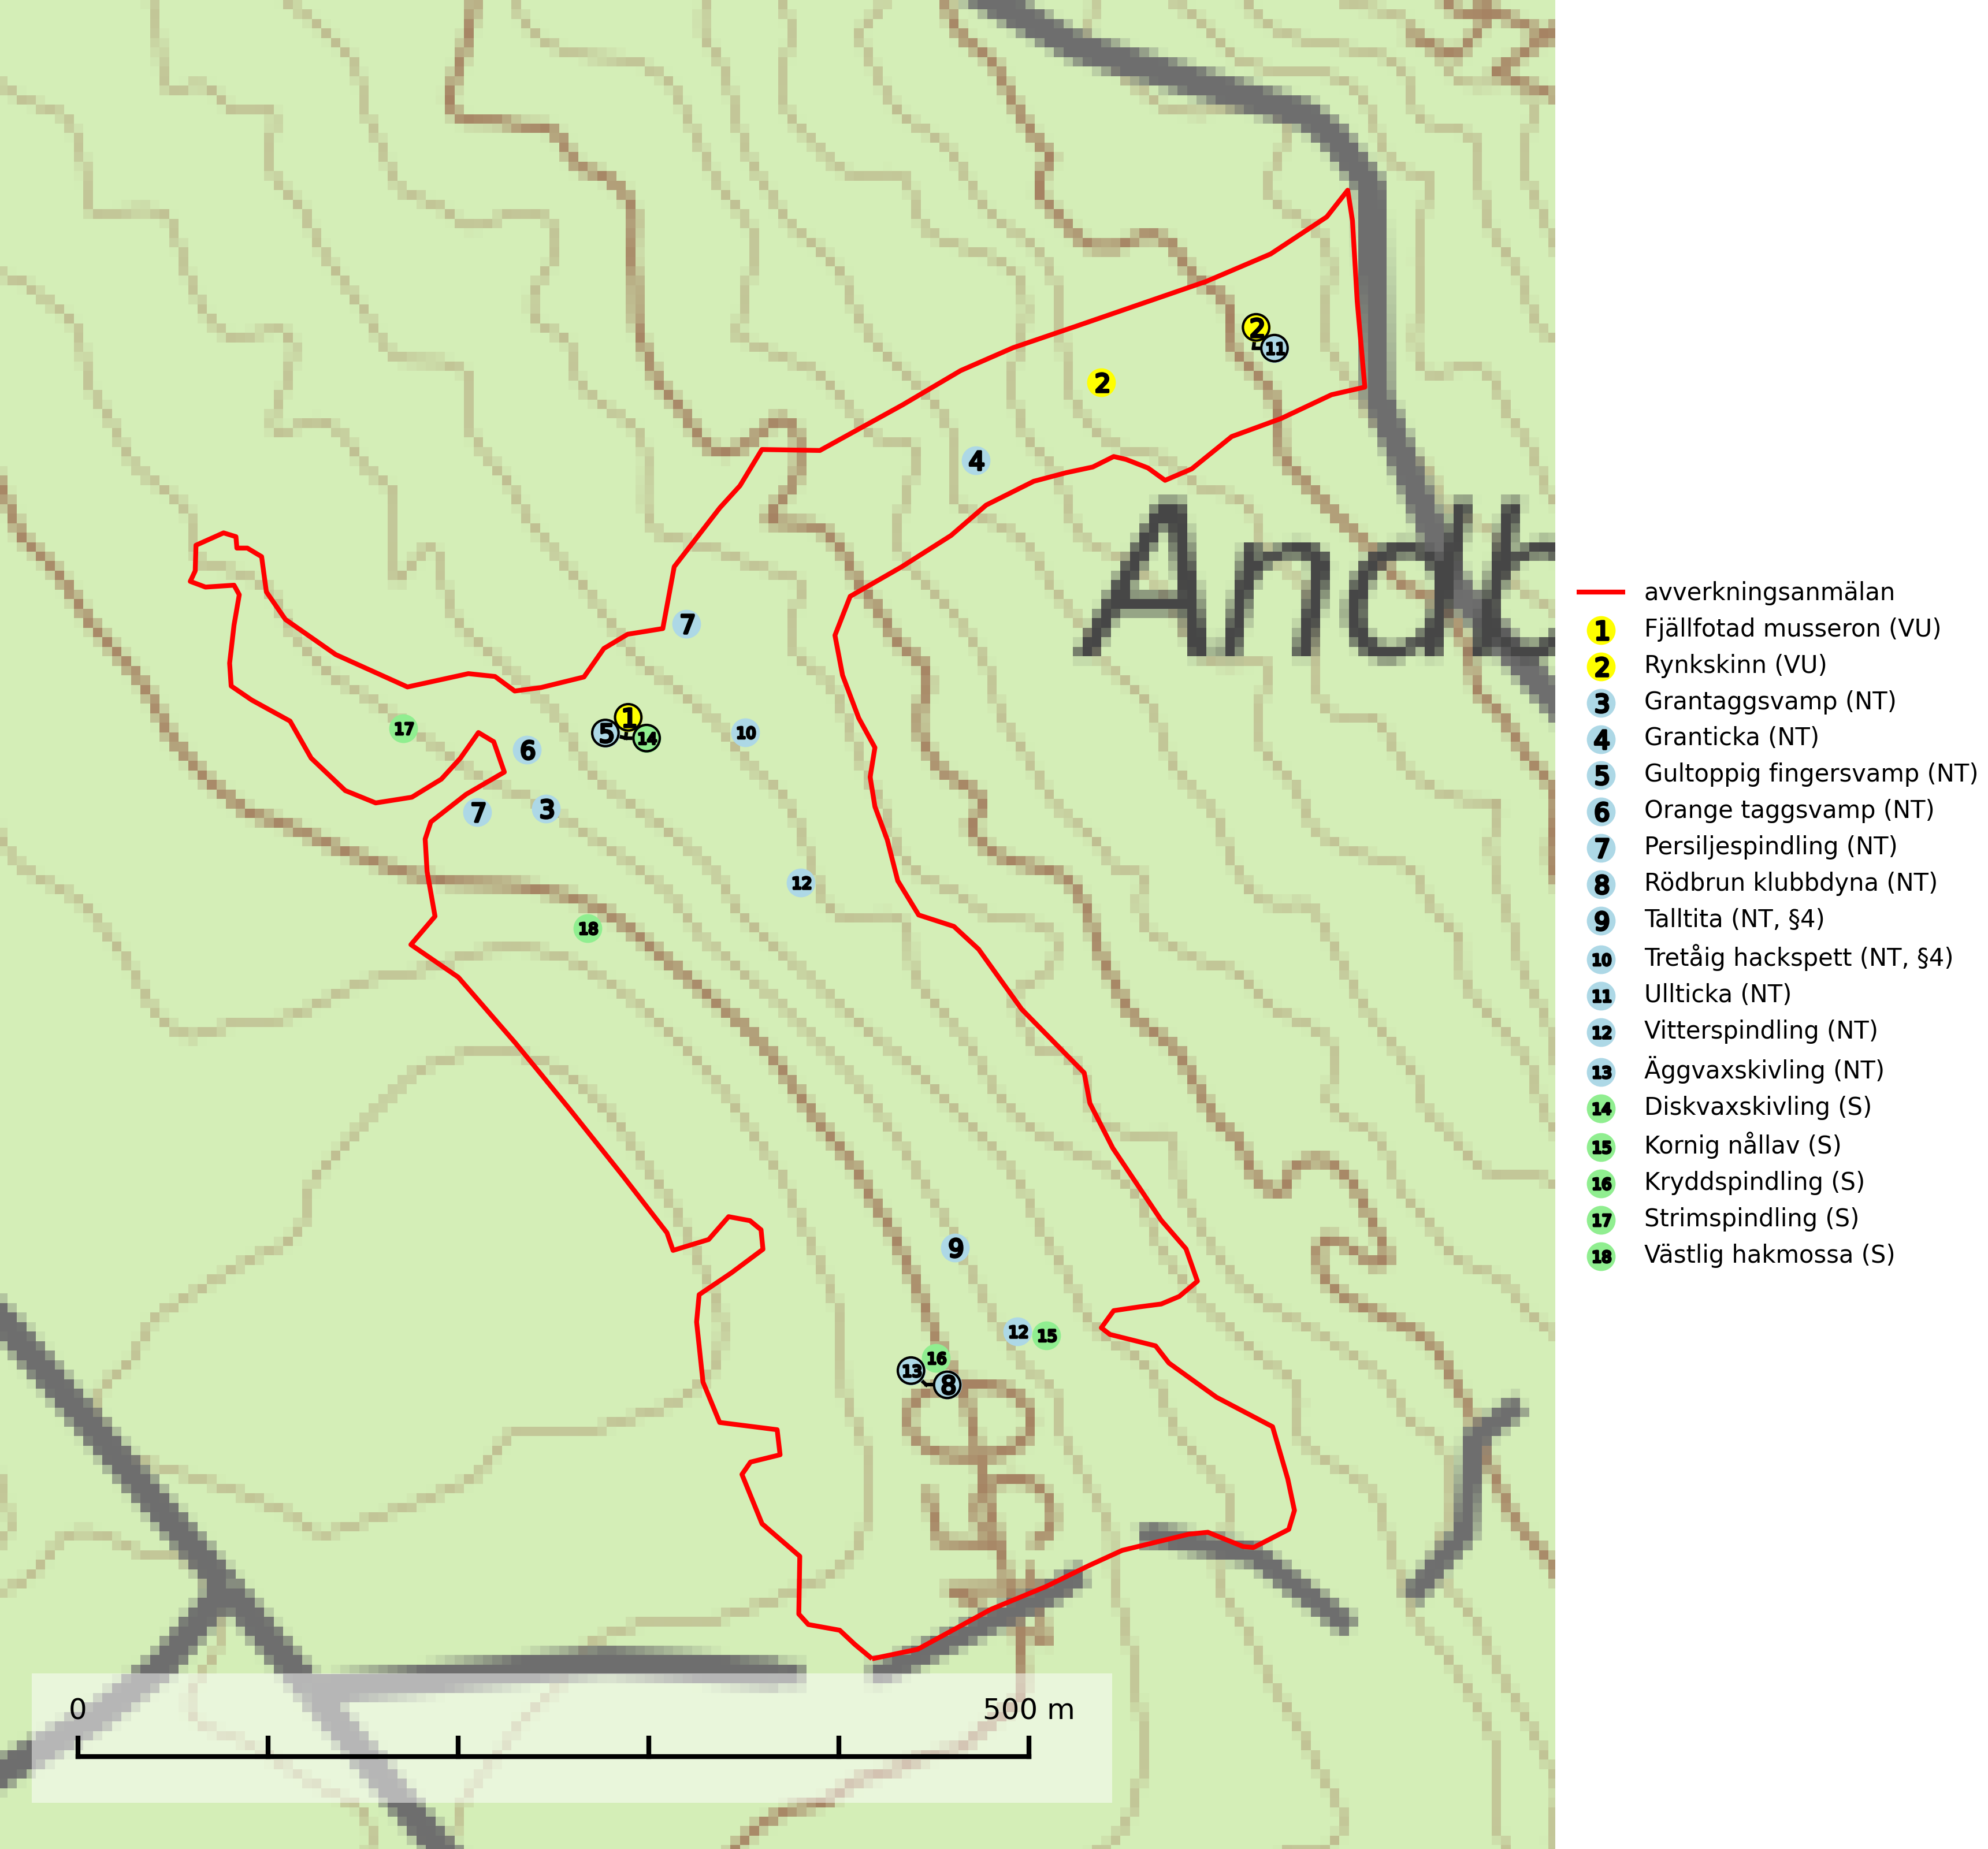 2
11
2
4
Andb
7
1
17
5
14
10
6
7
3
12
18
9
12
15
16
13
8
450
0
500 m
avverkningsanmälan
1 Fjällfotad musseron (VU)
2 Rynkskinn (VU)
3 Grantaggsvamp (NT)
4 Granticka (NT)
5 Gultoppig fingersvamp (NT)
6 Orange taggsvamp (NT)
7 Persiljespindling (NT)
8 Rödbrun klubbdyna (NT)
9 Talltita (NT, §4)
10 Tretåig hackspett (NT, §4)
11 Ullticka (NT)
12 Vitterspindling (NT)
13 Äggvaxskivling (NT)
14 Diskvaxskivling (S)
15 Kornig nållav (S)
16 Kryddspindling (S)
17 Strimspindling (S)
18 Västlig hakmossa (S)